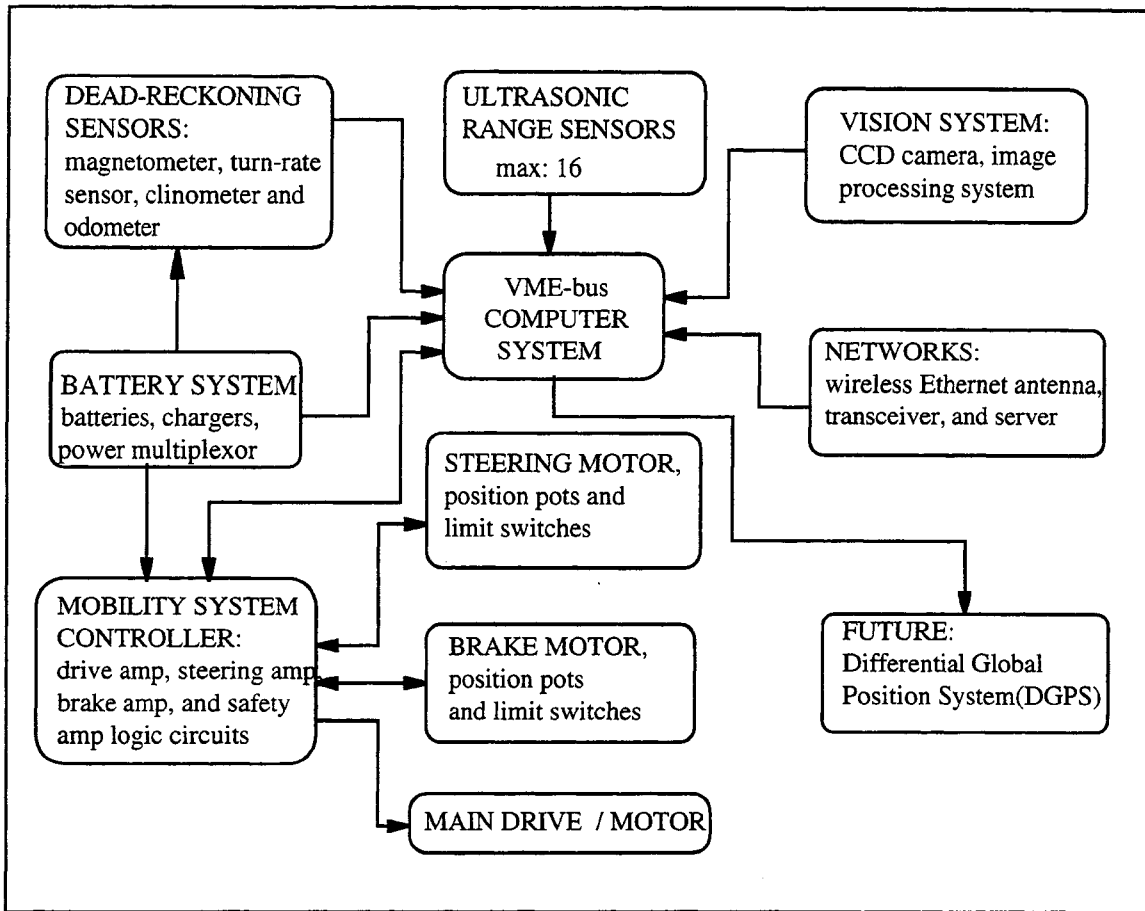 DEAD-RECKONING
SENSORS:
magnetometer, turn-rate
sensor, clinometer and
odometer
ULTRASONIC
RANGE SENSORS
max: 16
VISION SYSTEM:
CCD camera, image
processing system
VME-bus
COMPUTER
SYSTEM
NETWORKS:
wireless Ethernet antenna,
transceiver, and server
BATTERY SYSTEM
batteries, chargers,
power multiplexor
STEERING MOTOR,
position pots and
limit switches
MOBILITY SYSTEM
CONTROLLER:
drive amp, steering amp,
brake amp, and safety
amp logic circuits
BRAKE MOTOR,
position pots
and limit switches
FUTURE:
Differential Global
Position System(DGPS)
MAIN DRIVE / MOTOR